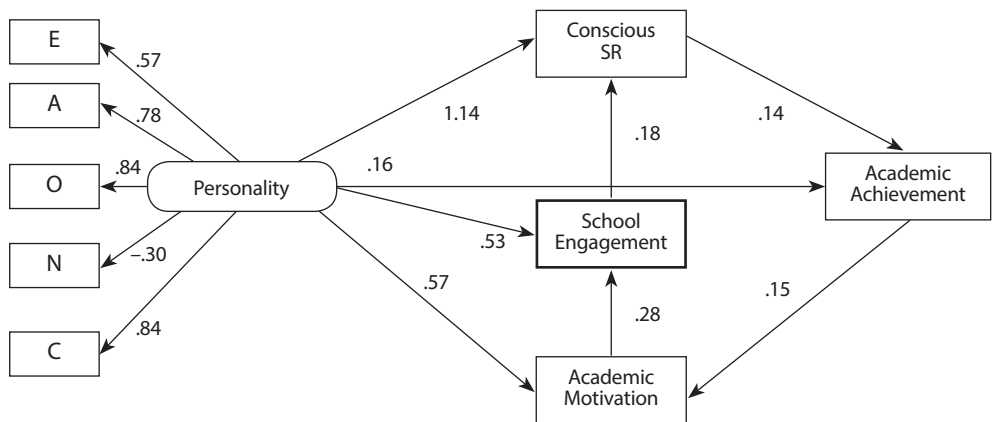 E
A
O
N
C
.57
.78
.84
–.30
.84
Personality
1.14
.16
.53
.57
Conscious
SR
.18
School
Engagement
.28
Academic
Motivation
.14
Academic
Achievement
.15